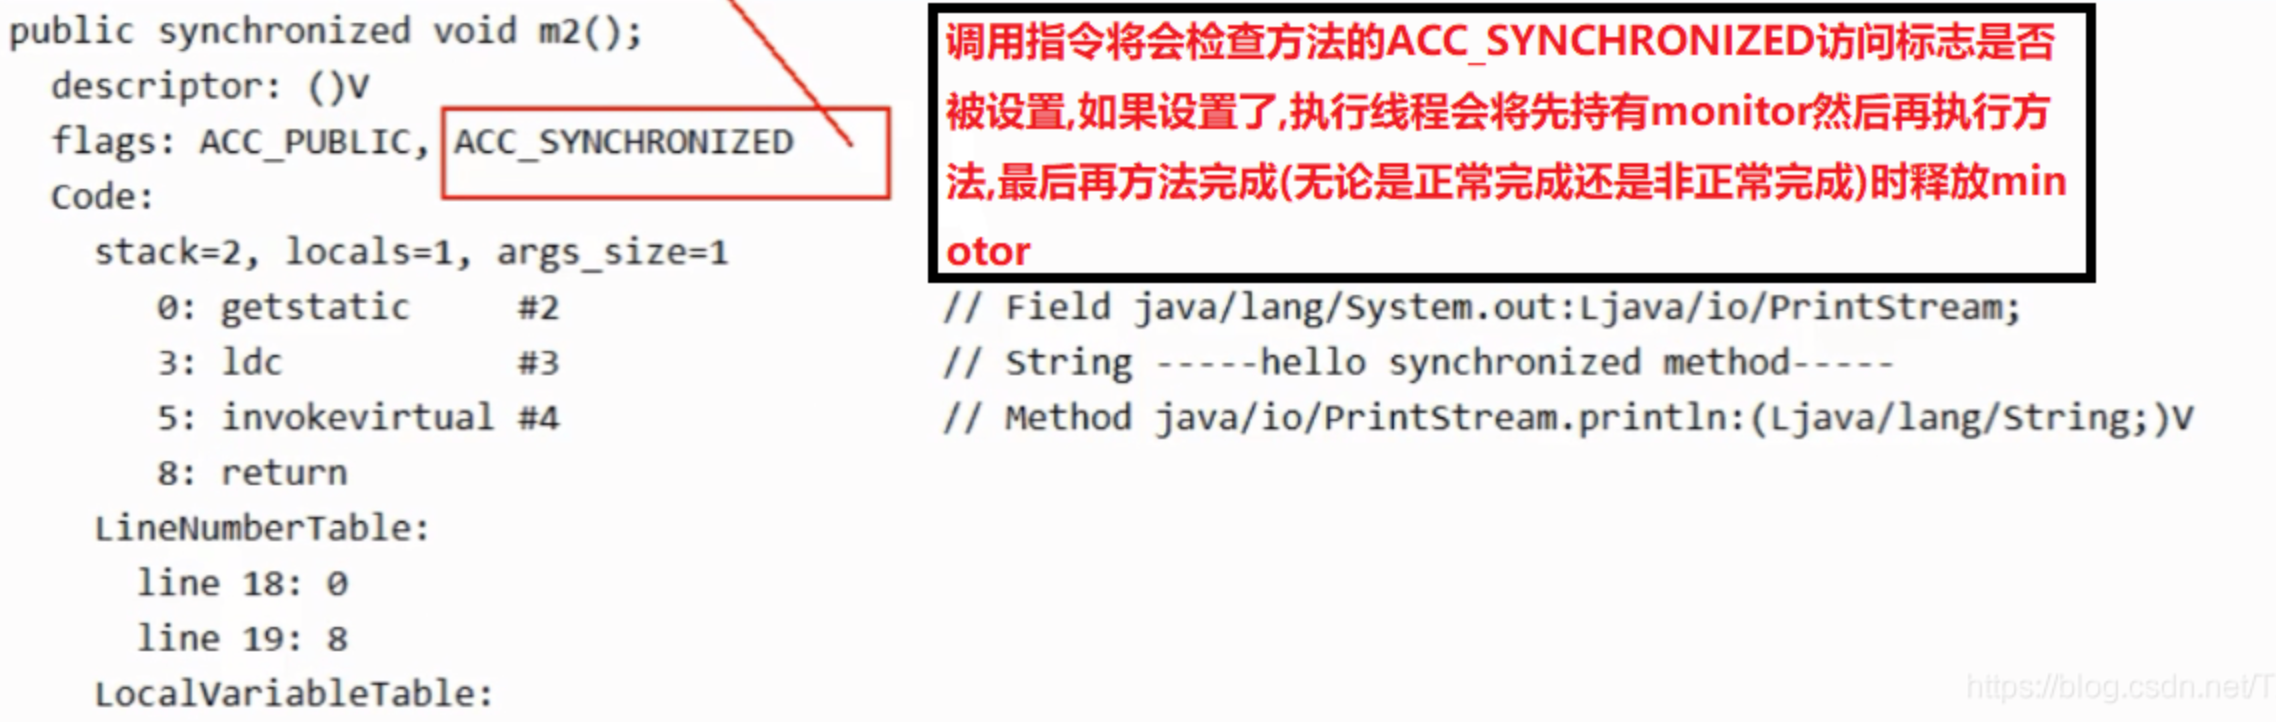 public synchronized void m2();
descriptor: ()V
flags: ACC_PUBLIC, ACC_SYNCHRONIZED
Code:
stack=2, locals=1, args_size=1
调用指令将会检查方法的ACC_SYNCHRONIZED访问标志是否
被设置,如果设置了,执行线程会将先持有monitor然后再执行方
法,最后再方法完成(无论是正常完成还是非正常完成)时释放min
otor
0: getstatic #2 // Field java/lang/System.out:Ljava/io/PrintStream;
3: ldc #3 // String -----hello synchronized method-----
5: invokevirtual #4 // Method java/io/PrintStream.println:(Ljava/lang/String;)V
8: return
LineNumberTable:
line 18: 0
line 19: 8
LocalVariableTable:
https://blog.csdn.net/T